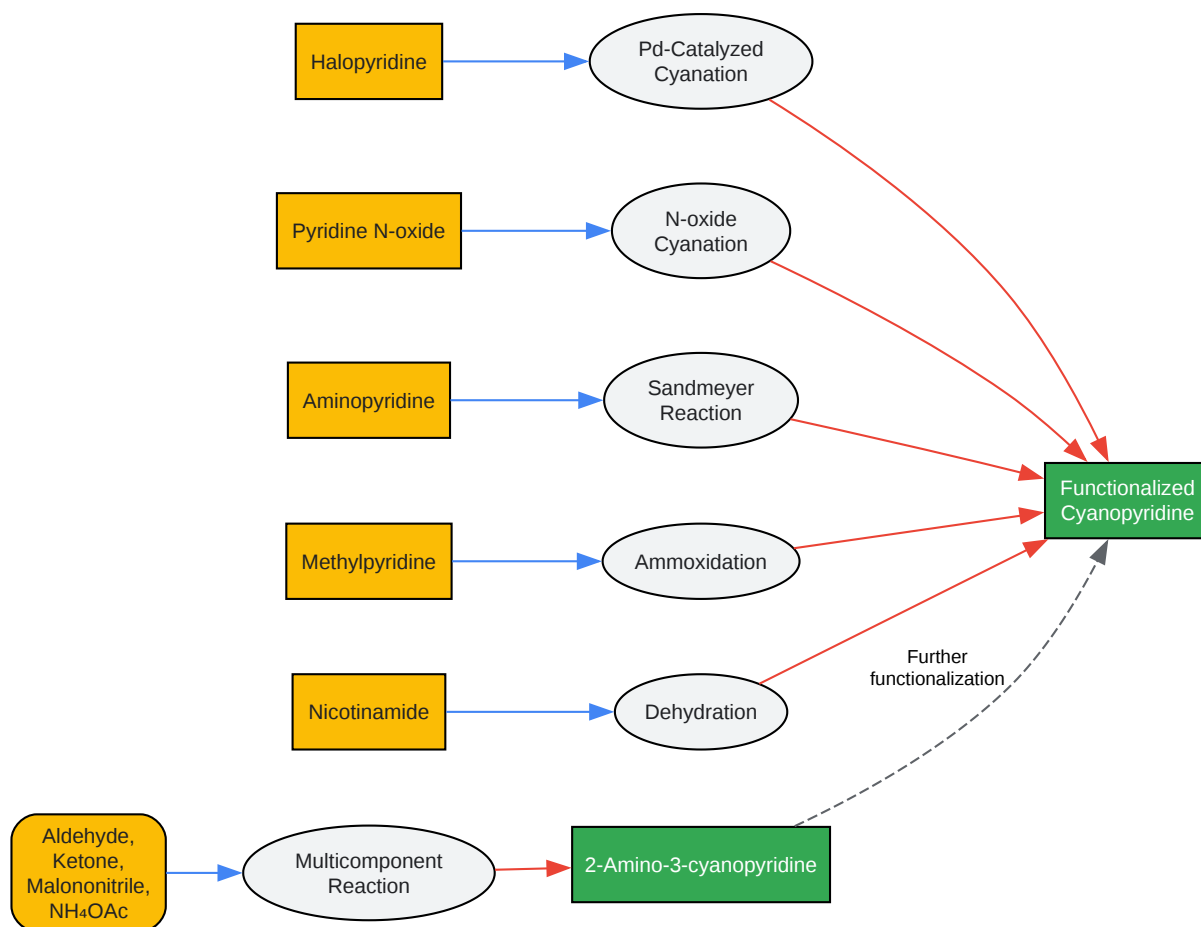 Halopyridine
Pd-Catalyzed
Cyanation
Pyridine N-oxide
N-oxide
Cyanation
Aminopyridine
Sandmeyer
Reaction
Functionalized
Cyanopyridine
Methylpyridine
Ammoxidation
Further
functionalization
Nicotinamide
Dehydration
Aldehyde,
Ketone,
Malononitrile,
NH₄OAc
Multicomponent
Reaction
2-Amino-3-cyanopyridine